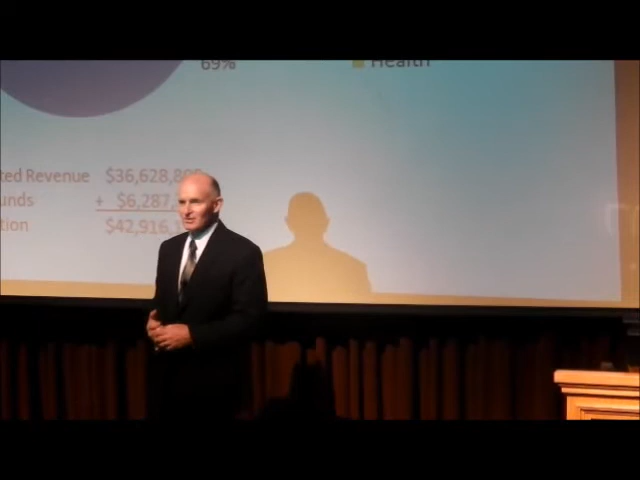 69%
Health
ted Revenue $36,628,8
unds + $6,287,
tion $42,916,